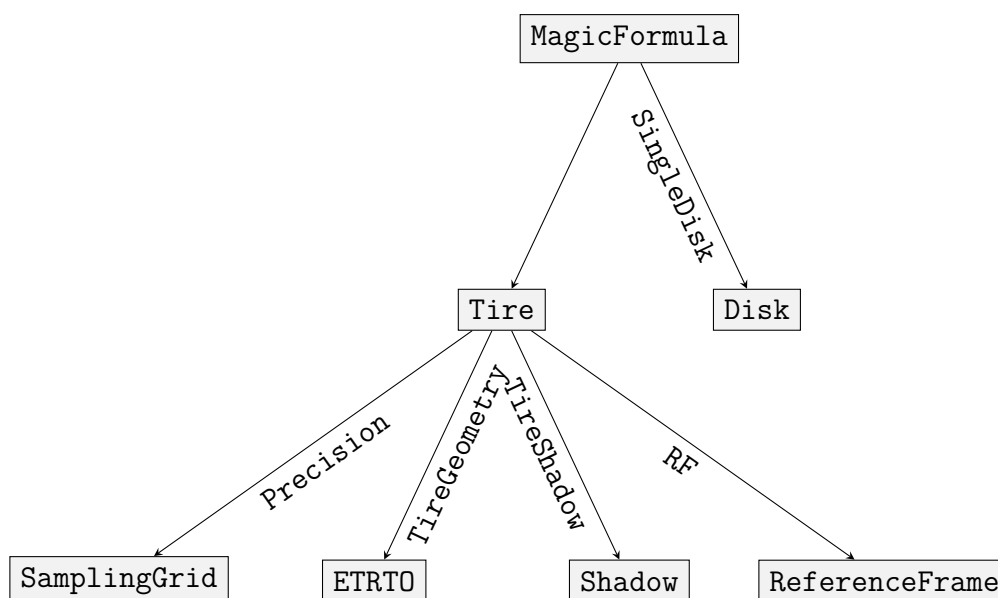 MagicFormula
SingleDisk
Tire
Disk
Precision
TireGeometry
TireShadow
RF
SamplingGrid
ETRTO
Shadow
ReferenceFrame